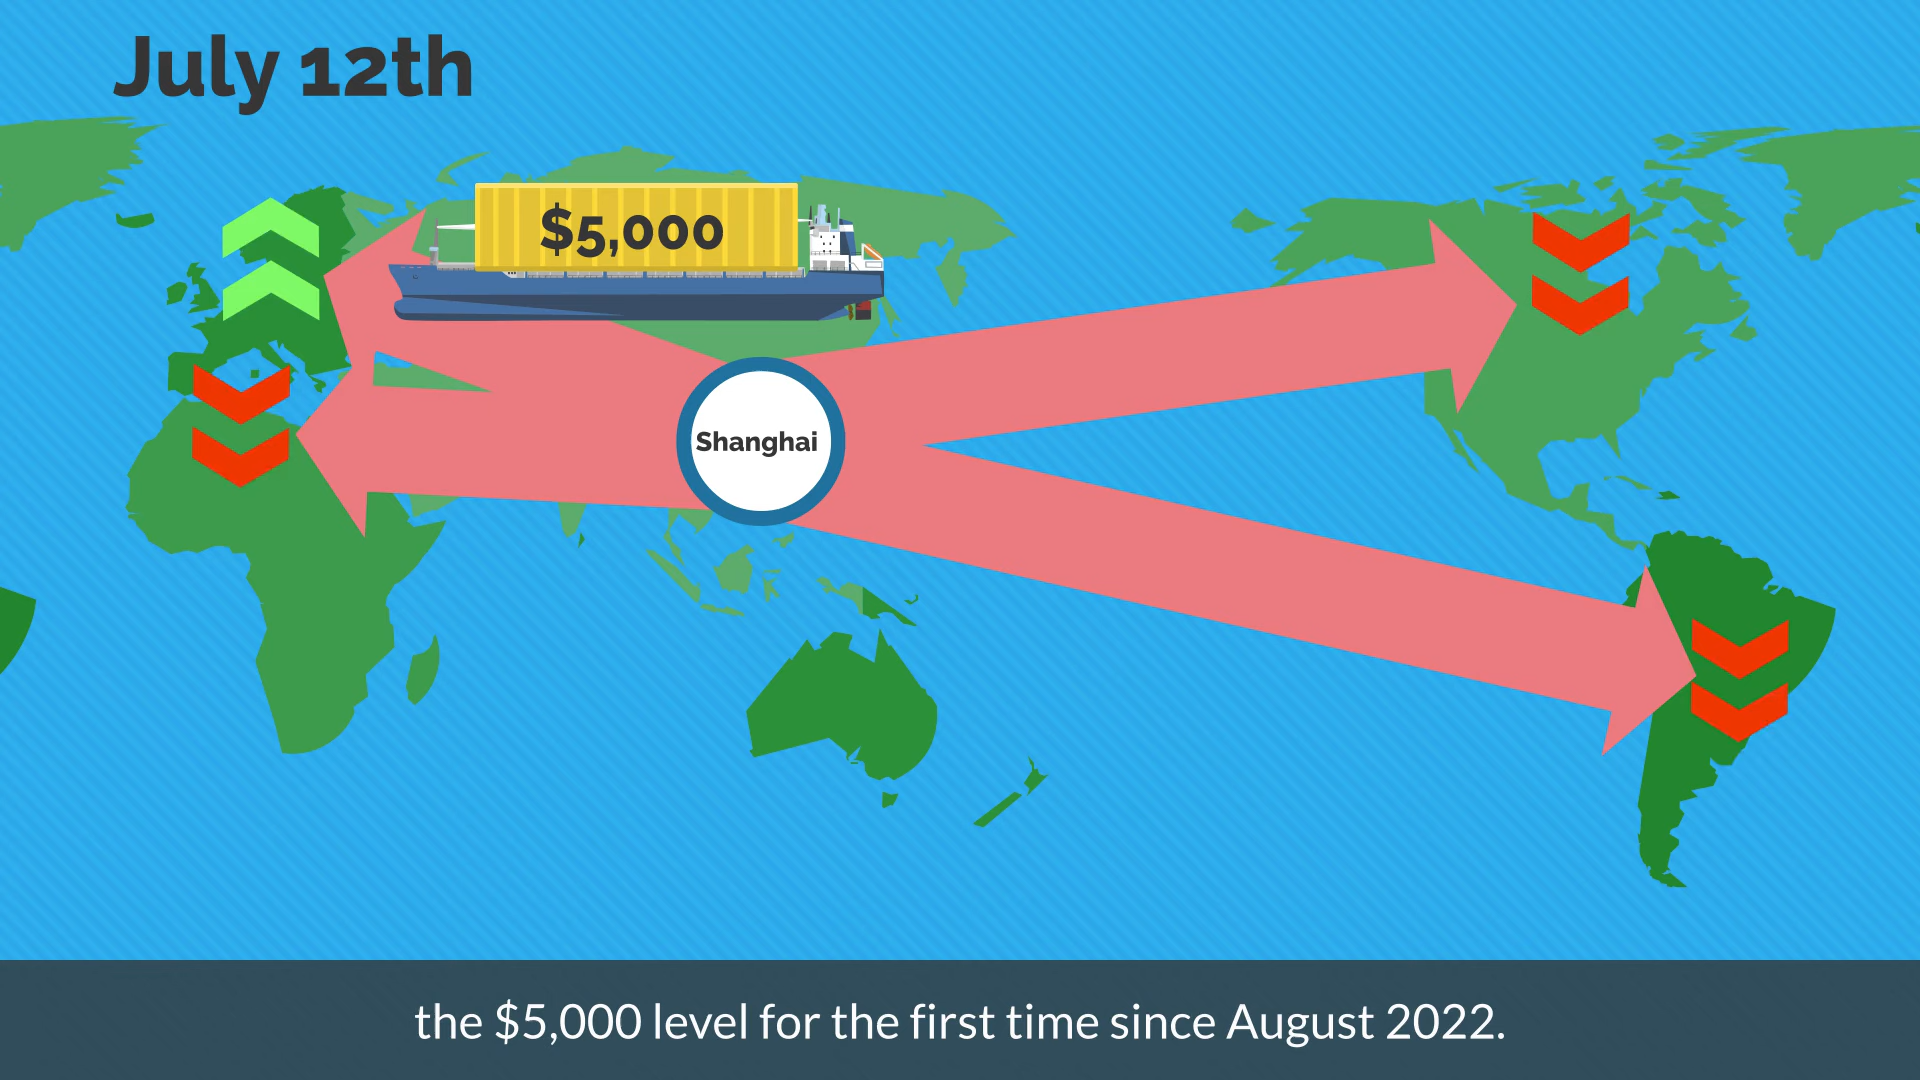 July 12th
$5,000
Shanghai
the $5,000 level for the first time since August 2022.